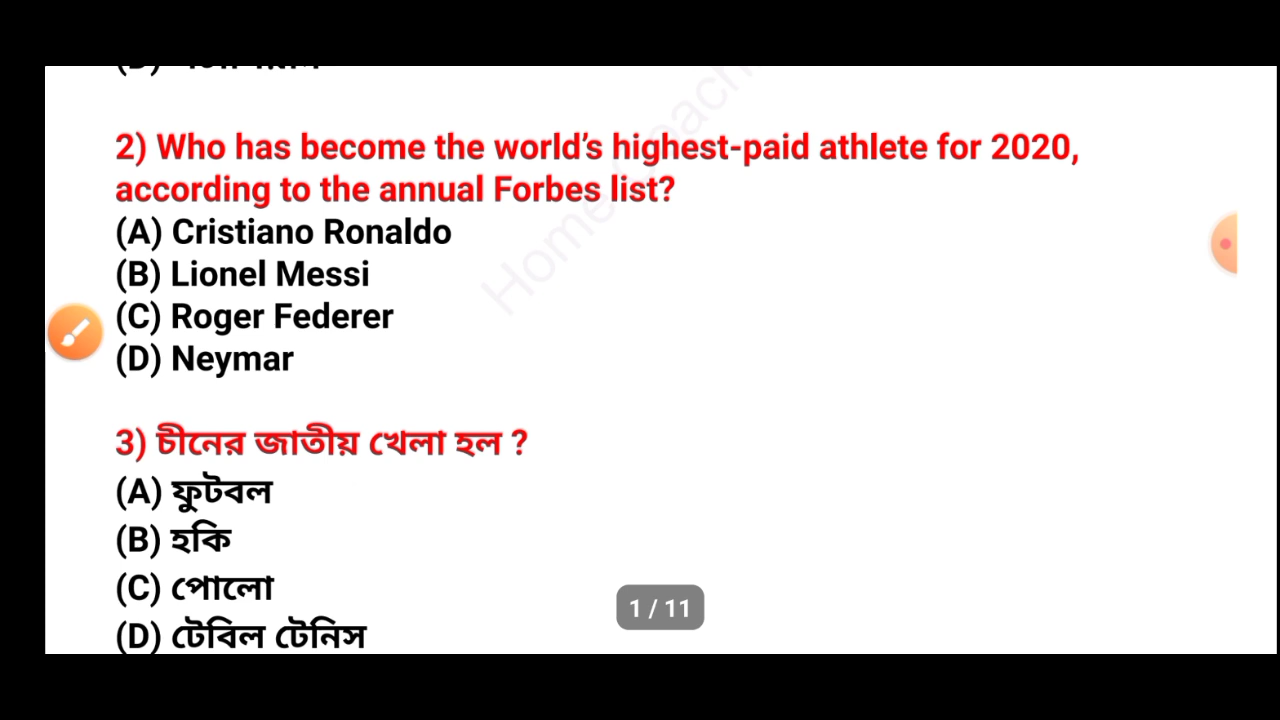 2) Who has become the world’s highest-paid athlete for 2020,
according to the annual Forbes list?
(A) Cristiano Ronaldo
(B) Lionel Messi
(C) Roger Federer
(D) Neymar
3) চীনের জাতীয় খেলা হল ?
(A) ফুটবল
(B) হকি
(C) পোলো
(D) টেবিল টেনিস
1 / 11